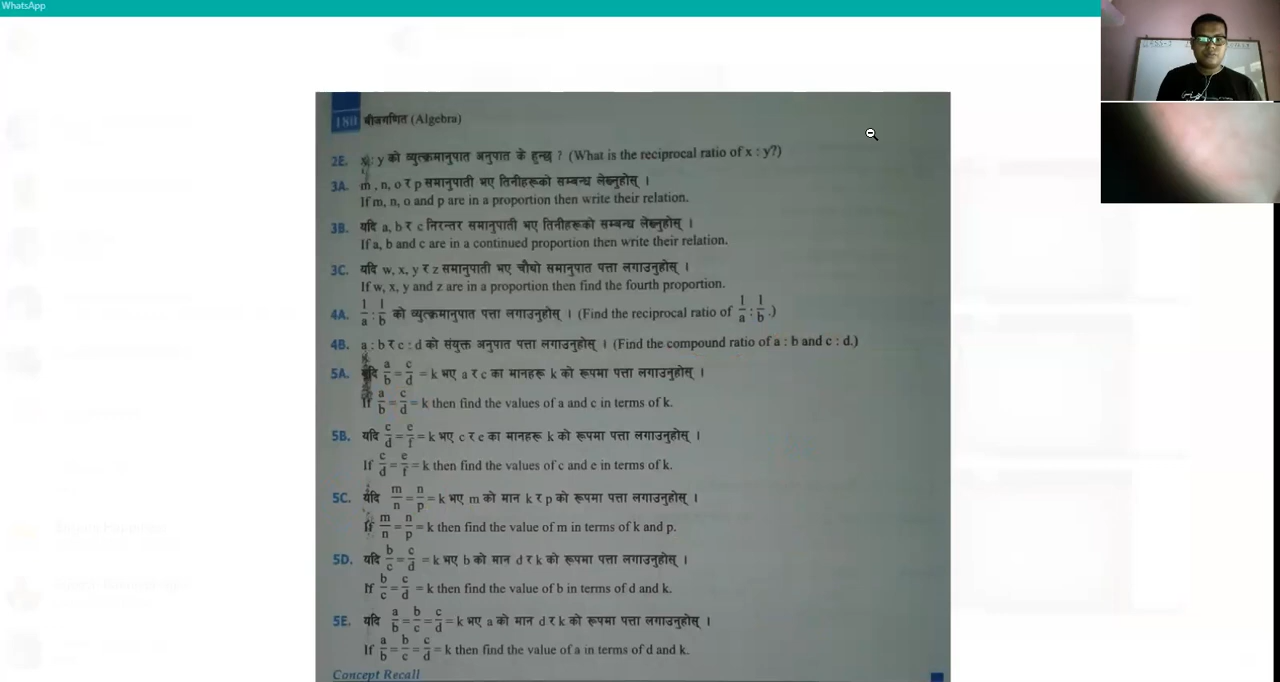 WhatsApp
180 बीजगणित (Algebra)
2E. x : y को व्युत्क्रमानुपात अनुपात के हुन्छ ? (What is the reciprocal ratio of x : y?)
3A. m , n, o र p समानुपाती भए तिनीहरूको सम्बन्ध लेख्नुहोस् ।
If m, n, o and p are in a proportion then write their relation.
3B. यदि a, b र c निरन्तर समानुपाती भए तिनीहरूको सम्बन्ध लेख्नुहोस् ।
If a, b and c are in a continued proportion then write their relation.
3C. यदि w, x, y र z समानुपाती भए चौथो समानुपात पत्ता लगाउनुहोस् ।
If w, x, y and z are in a proportion then find the fourth proportion.
4A. 1/a : 1/b को व्युत्क्रमानुपात पत्ता लगाउनुहोस् । (Find the reciprocal ratio of 1/a : 1/b .)
4B. a : b र c : d को संयुक्त अनुपात पत्ता लगाउनुहोस् । (Find the compound ratio of a : b and c : d.)
5A. यदि a/b = c/d = k भए a र c का मानहरू k को रूपमा पत्ता लगाउनुहोस् ।
If a/b = c/d = k then find the values of a and c in terms of k.
5B. यदि c/d = e/f = k भए c र e का मानहरू k को रूपमा पत्ता लगाउनुहोस् ।
If c/d = e/f = k then find the values of c and e in terms of k.
5C. यदि m/n = n/p = k भए m को मान k र p को रूपमा पत्ता लगाउनुहोस् ।
If m/n = n/p = k then find the value of m in terms of k and p.
5D. यदि b/c = c/d = k भए b को मान d र k को रूपमा पत्ता लगाउनुहोस् ।
If b/c = c/d = k then find the value of b in terms of d and k.
5E. यदि a/b = b/c = c/d = k भए a को मान d र k को रूपमा पत्ता लगाउनुहोस् ।
If a/b = b/c = c/d = k then find the value of a in terms of d and k.
Concept Recall